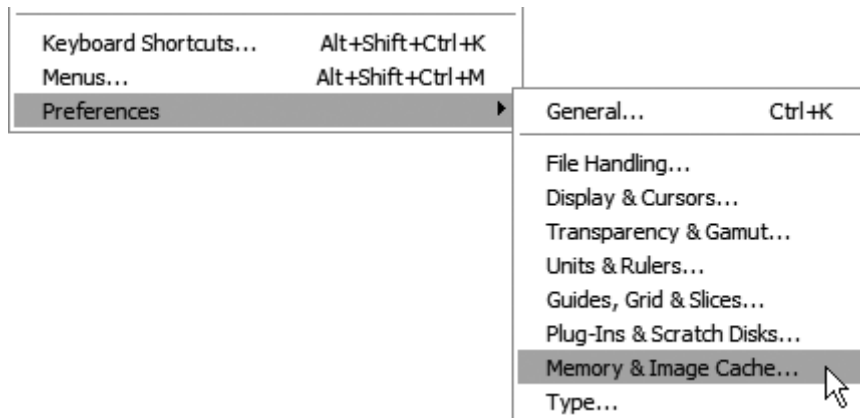 Keyboard Shortcuts... Alt+Shift+Ctrl+K
Menus... Alt+Shift+Ctrl+M
Preferences
General... Ctrl+K
File Handling...
Display & Cursors...
Transparency & Gamut...
Units & Rulers...
Guides, Grid & Slices...
Plug-Ins & Scratch Disks...
Memory & Image Cache...
Type...